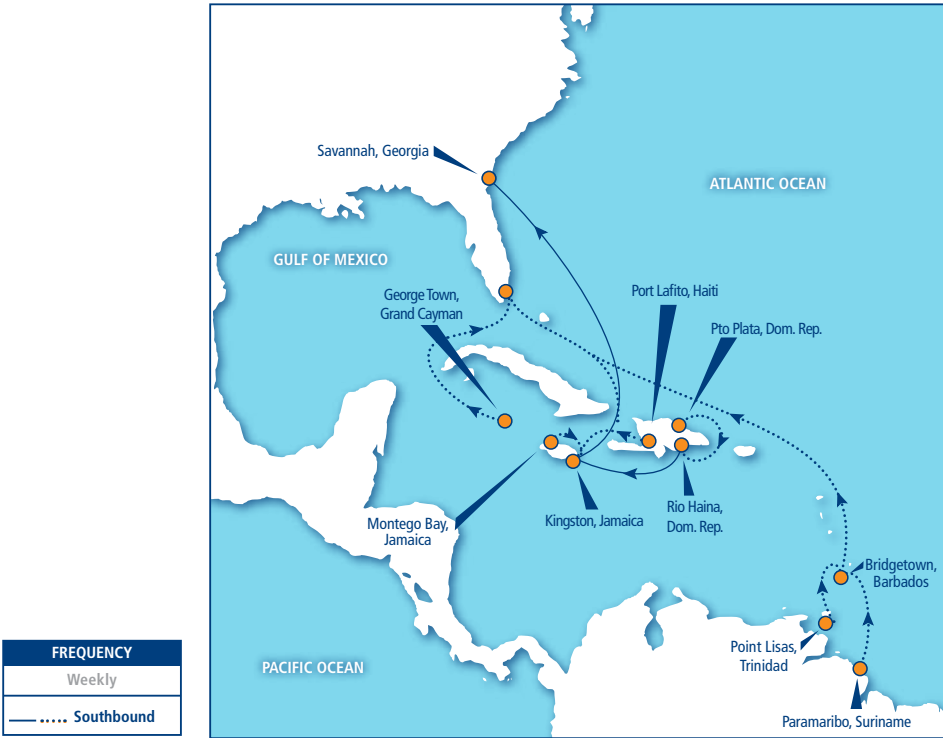 Savannah, Georgia
ATLANTIC OCEAN
GULF OF MEXICO
George Town,
Grand Cayman
Port Lafito, Haiti
Pto Plata, Dom. Rep.
Montego Bay,
Jamaica
Kingston, Jamaica
Rio Haina,
Dom. Rep.
Bridgetown,
Barbados
Point Lisas,
Trinidad
PACIFIC OCEAN
Paramaribo, Suriname
FREQUENCY
Weekly
Southbound